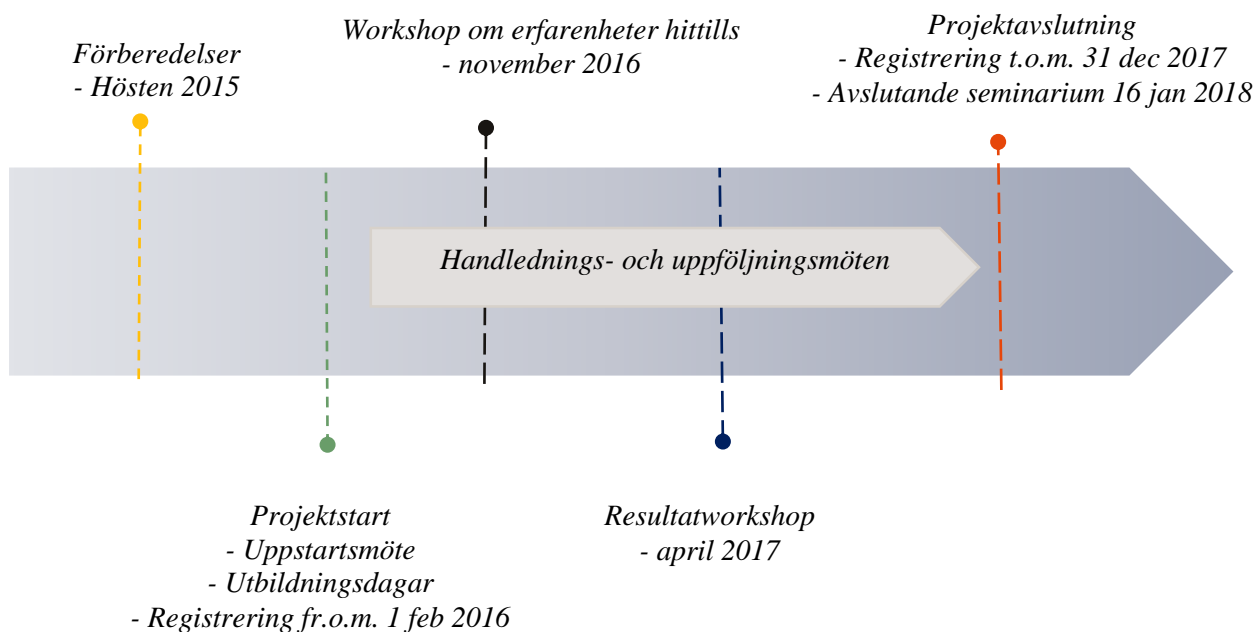 Förberedelser
- Hösten 2015
Workshop om erfarenheter hittills
- november 2016
Projektavslutning
- Registrering t.o.m. 31 dec 2017
- Avslutande seminarium 16 jan 2018
Handlednings- och uppföljningsmöten
Projektstart
- Uppstartsmöte
- Utbildningsdagar
- Registrering fr.o.m. 1 feb 2016
Resultatworkshop
- april 2017